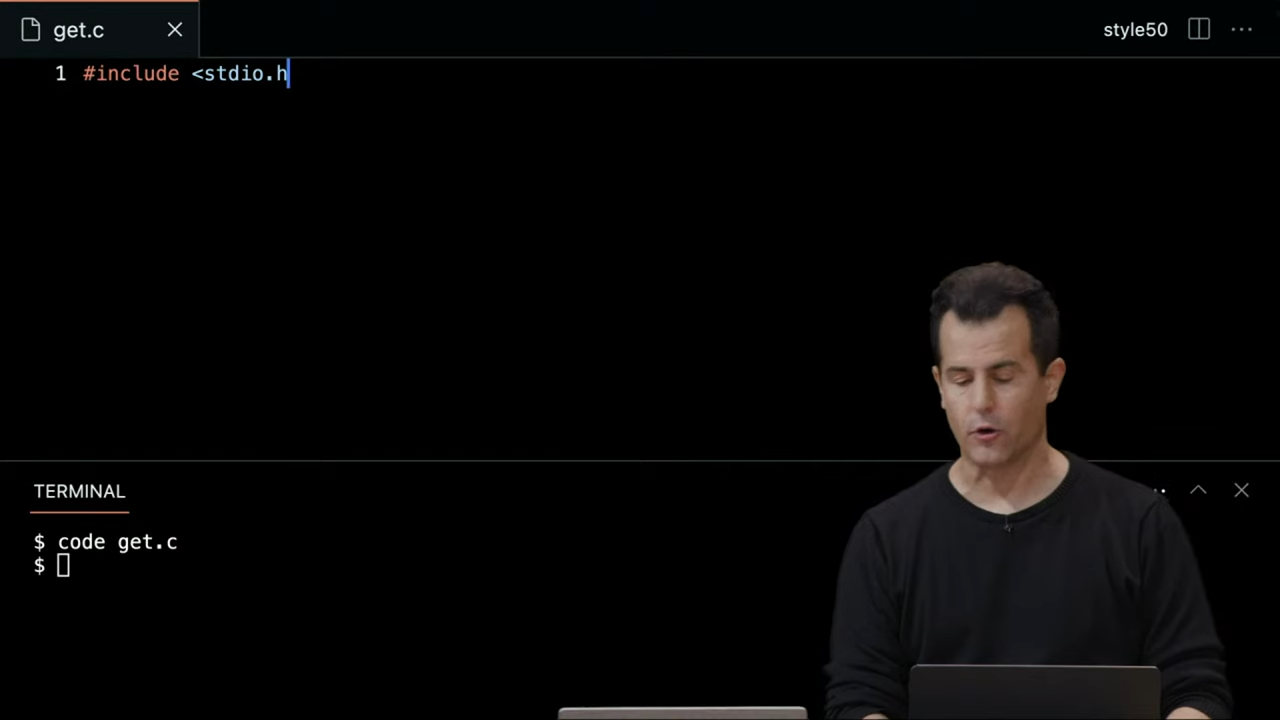 get.c
style50
1 #include <stdio.h
TERMINAL
$ code get.c
$